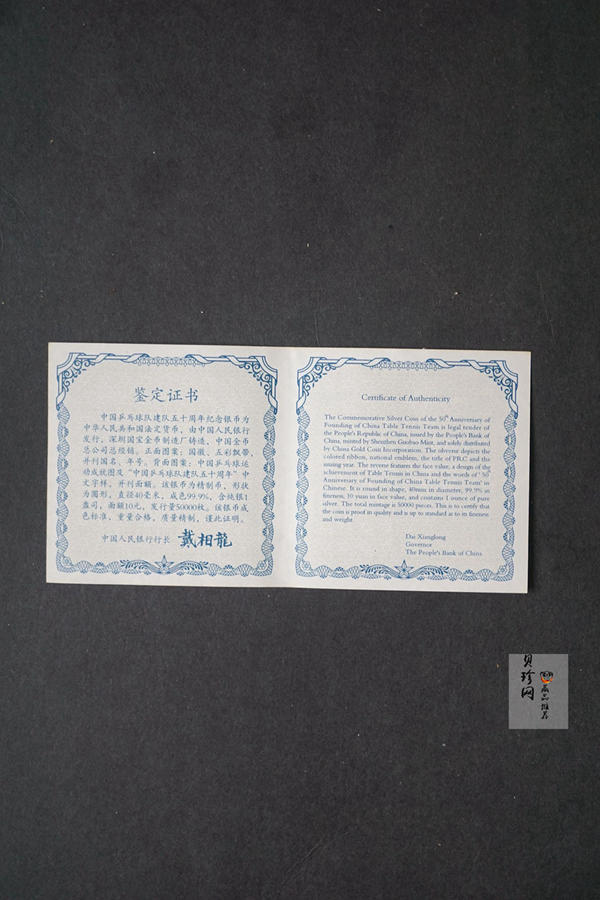 鉴定证书
中国乒乓球队建队五十周年纪念银币为
中华人民共和国法定货币，由中国人民银行
发行，深圳国宝金币制造厂铸造，中国金币
总公司总经销。正面图案：国徽、五彩飘带，
并刊国名、年号。背面图案：中国乒乓球运
动成就图及“中国乒乓球队建队五十周年”中
文字样，并刊面额。该银币为精制币，形状
为圆形，直径40毫米，成色99.9%，含纯银1
盎司，面额10元，发行量50000枚。该银币成
色标准，重量合格，质量精制，谨此证明。
中国人民银行行长 戴相龍
Certificate of Authenticity
The Commemorative Silver Coin of the 50th Anniversary of
Founding of China Table Tennis Team is legal tender of
the People's Republic of China, issued by the People's Bank of
China, minted by Shenzhen Guobao Mint, and solely distributed
by China Gold Coin Incorporation. The obverse depicts the
colored ribbon, national emblem, the title of PRC and the
issuing year. The reverse features the face value, a design of the
achievement of Table Tennis in China and the words of "50th
Anniversary of Founding of China Table Tennis Team" in
Chinese. It is round in shape, 40mm in diameter, 99.9% in
fineness, 10 yuan in face value, and contains 1 ounce of pure
silver. The total mintage is 50000 pieces. This is to certify that
the coin is proof in quality and is up to standard as to its fineness
and weight.
Dai Xianglong
Governor
The People's Bank of China
贝珍网
藏品推荐